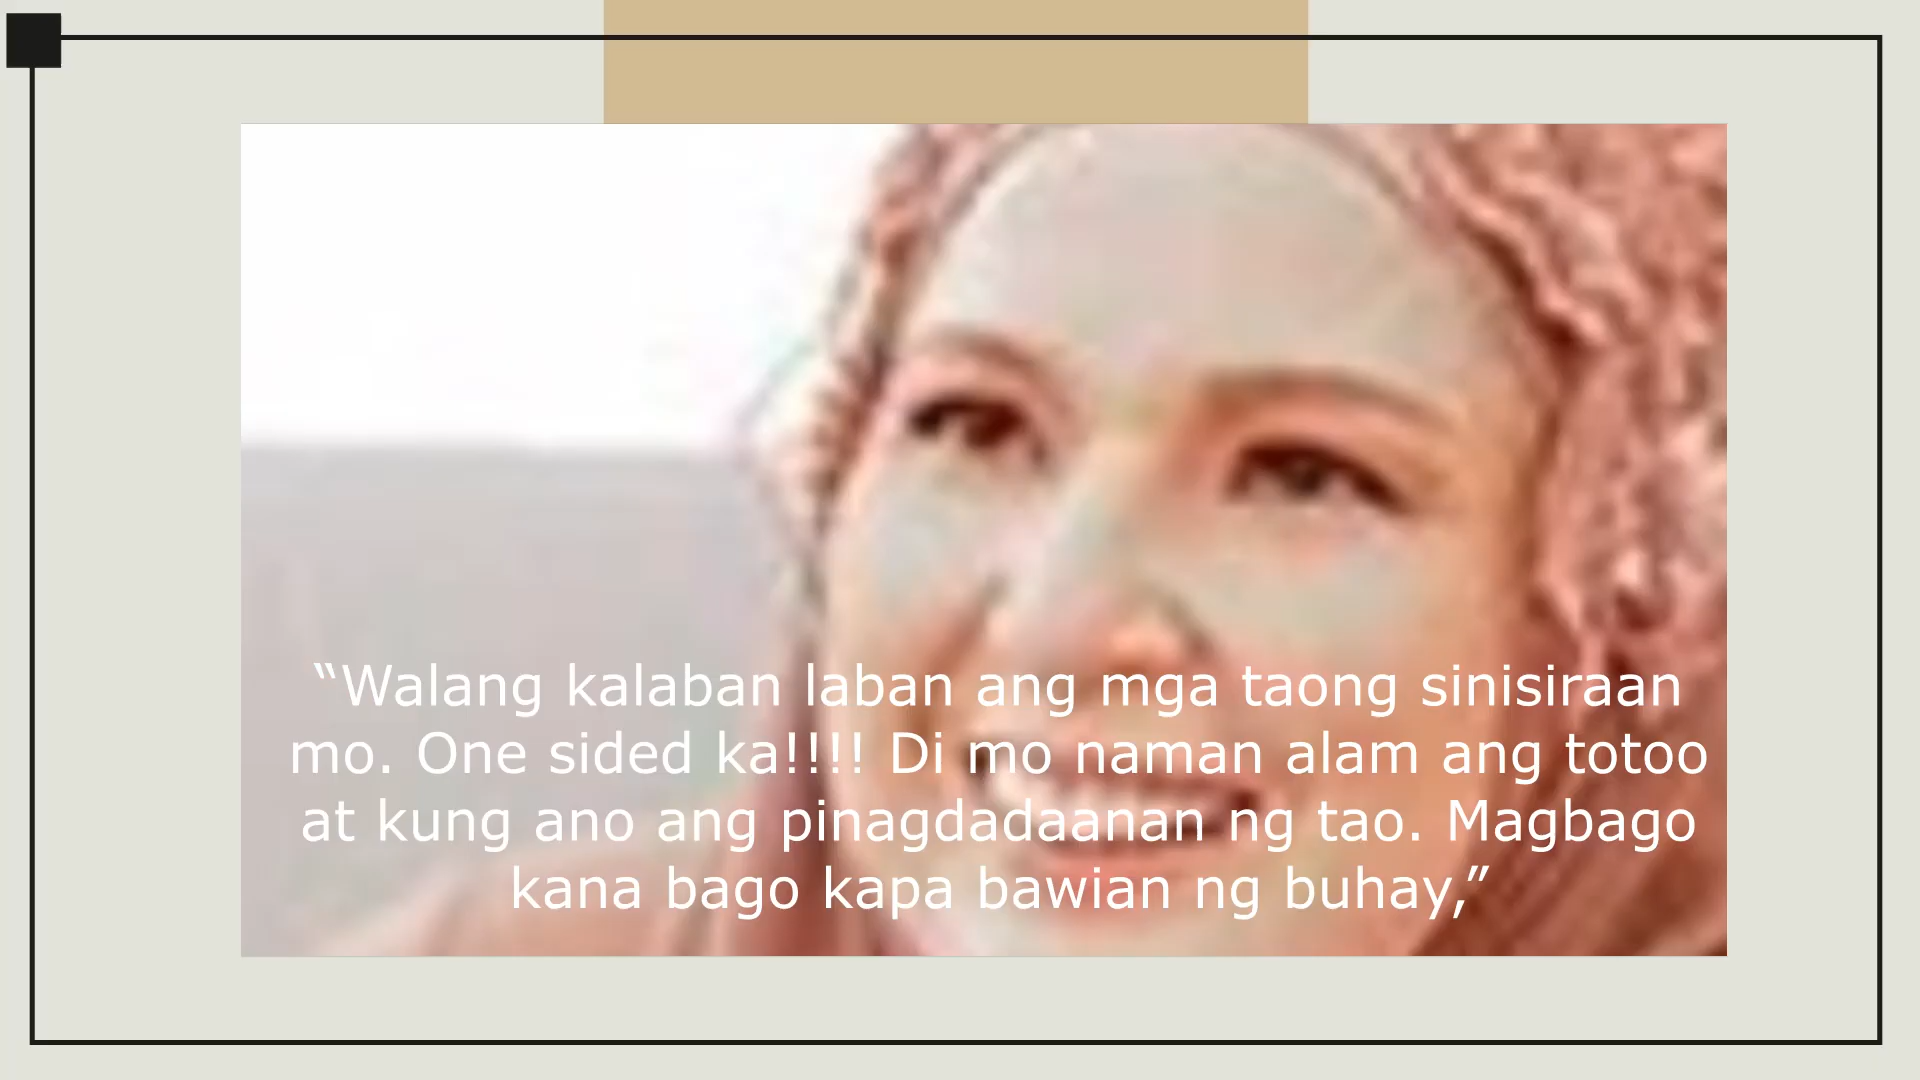 “Walang kalaban laban ang mga taong sinisiraan
mo. One sided ka!!!! Di mo naman alam ang totoo
at kung ano ang pinagdadaanan ng tao. Magbago
kana bago kapa bawian ng buhay,”